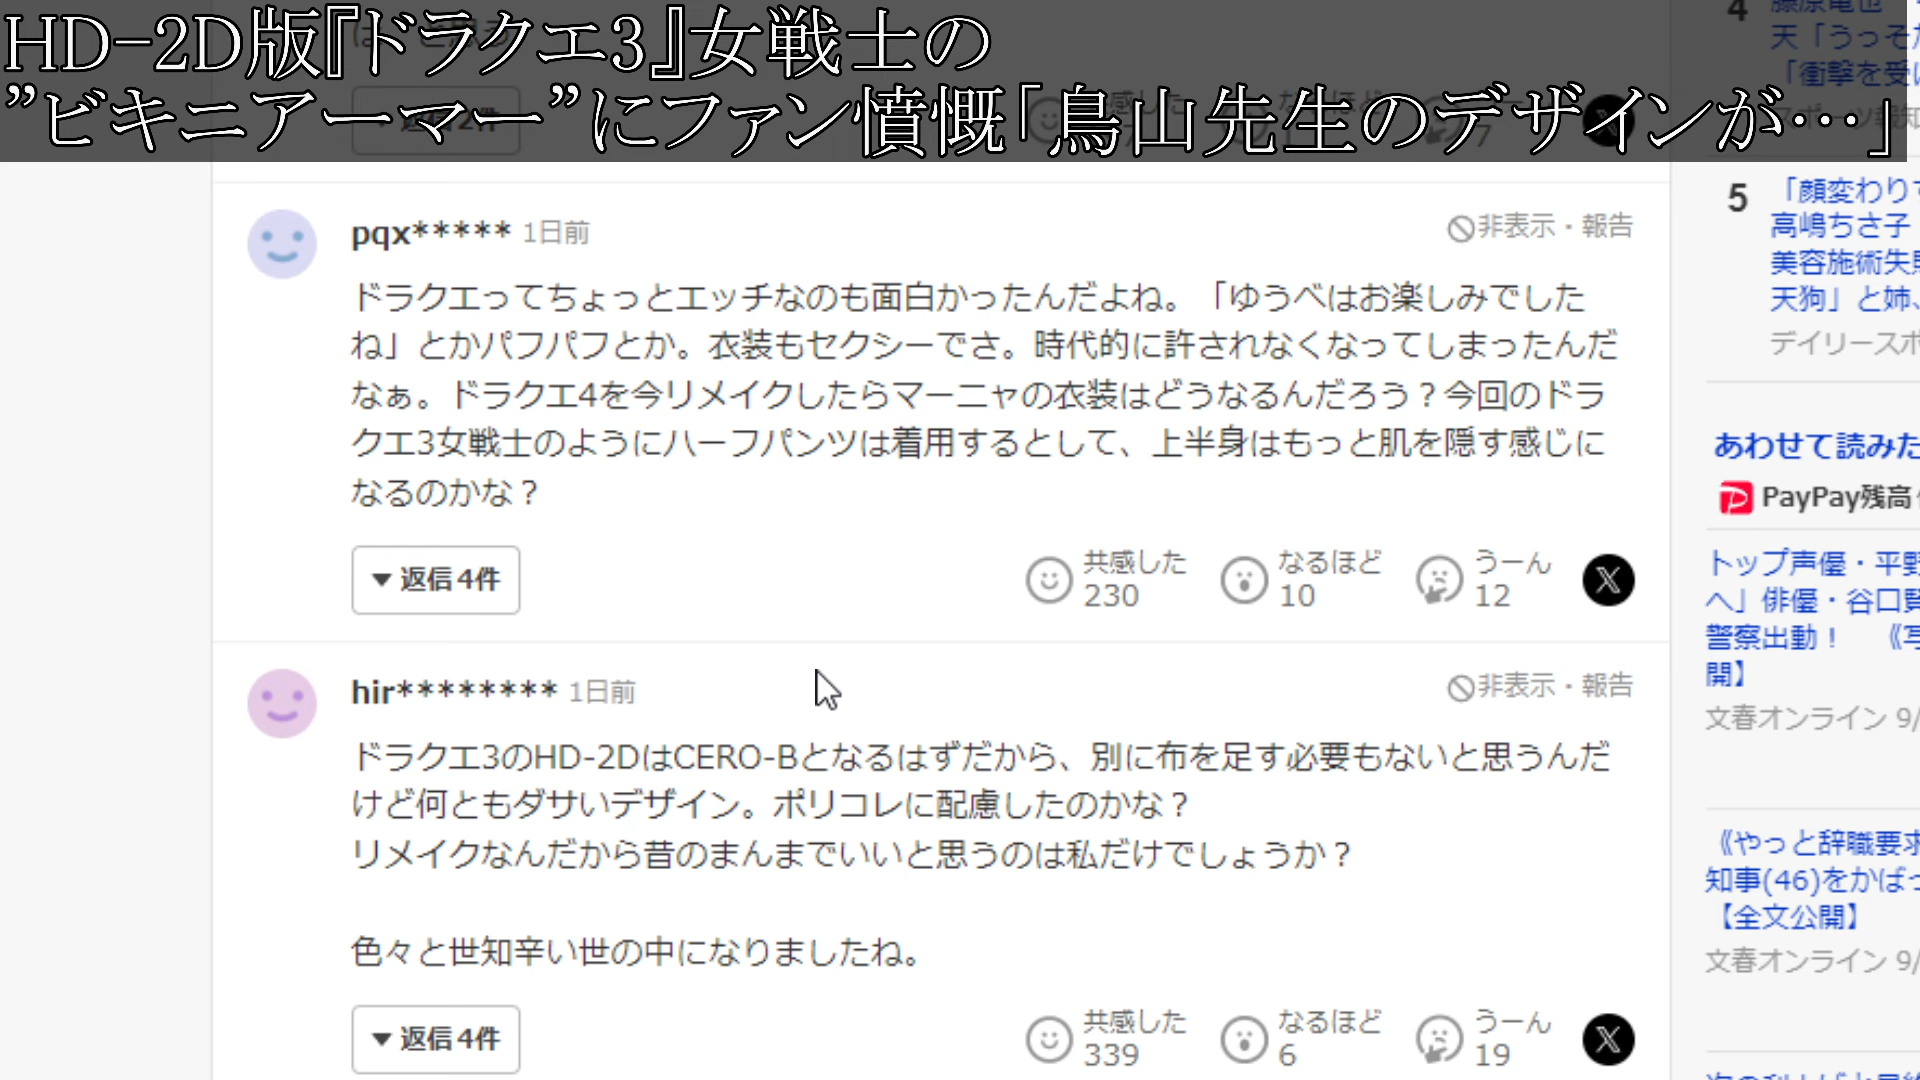 HD-2D版『ドラクエ3』女戦士の
”ビキニアーマー”にファン憤慨「鳥山先生のデザインが…」
pqx***** 1日前
非表示・報告
ドラクエってちょっとエッチなのも面白かったんだよね。「ゆうべはお楽しみでした
ね」とかパフパフとか。衣装もセクシーでさ。時代的に許されなくなってしまったんだ
なぁ。ドラクエ4を今リメイクしたらマーニャの衣装はどうなるんだろう？今回のドラ
クエ3女戦士のようにハーフパンツは着用するとして、上半身はもっと肌を隠す感じに
なるのかな？
返信4件
共感した
230
なるほど
10
うーん
12
hir******** 1日前
非表示・報告
ドラクエ3のHD-2DはCERO-Bとなるはずだから、別に布を足す必要もないと思うんだ
けど何ともダサいデザイン。ポリコレに配慮したのかな？
リメイクなんだから昔のまんまでいいと思うのは私だけでしょうか？
色々と世知辛い世の中になりましたね。
返信4件
共感した
339
なるほど
6
うーん
19
4
天「うっそ
「衝撃を受
5
「顔変わり
高嶋ちさ子
美容施術失
天狗」と姉、
デイリースポ
あわせて読みた
PayPay残高
トップ声優・平野
へ」俳優・谷口賢
警察出動！ 《写
開】
文春オンライン 9/
《やっと辞職要求
知事(46)をかばっ
【全文公開】
文春オンライン 9/